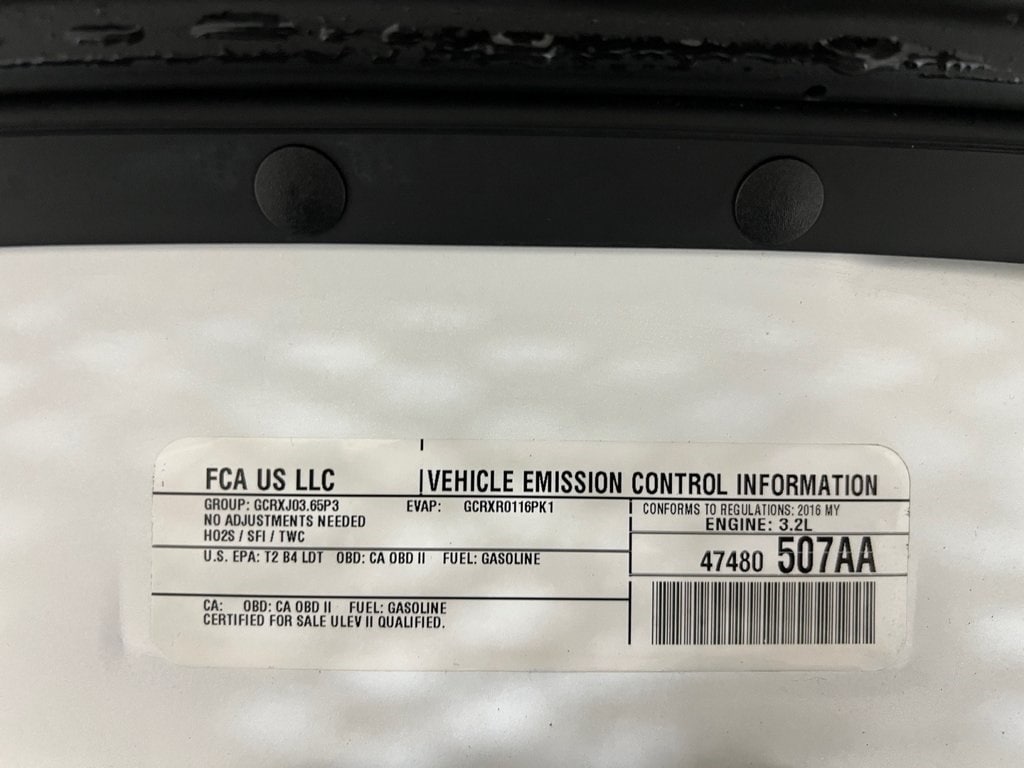 FCA US LLC
VEHICLE EMISSION CONTROL INFORMATION
GROUP: GCRXJ03.65P3
EVAP: GCRXR0116PK1
NO ADJUSTMENTS NEEDED
HO2S / SFI / TWC
CONFORMS TO REGULATIONS: 2016 MY
ENGINE: 3.2L
U.S. EPA: T2 B4 LDT OBD: CA OBD II FUEL: GASOLINE
47480 507AA
CA: OBD: CA OBD II FUEL: GASOLINE
CERTIFIED FOR SALE ULEV II QUALIFIED.